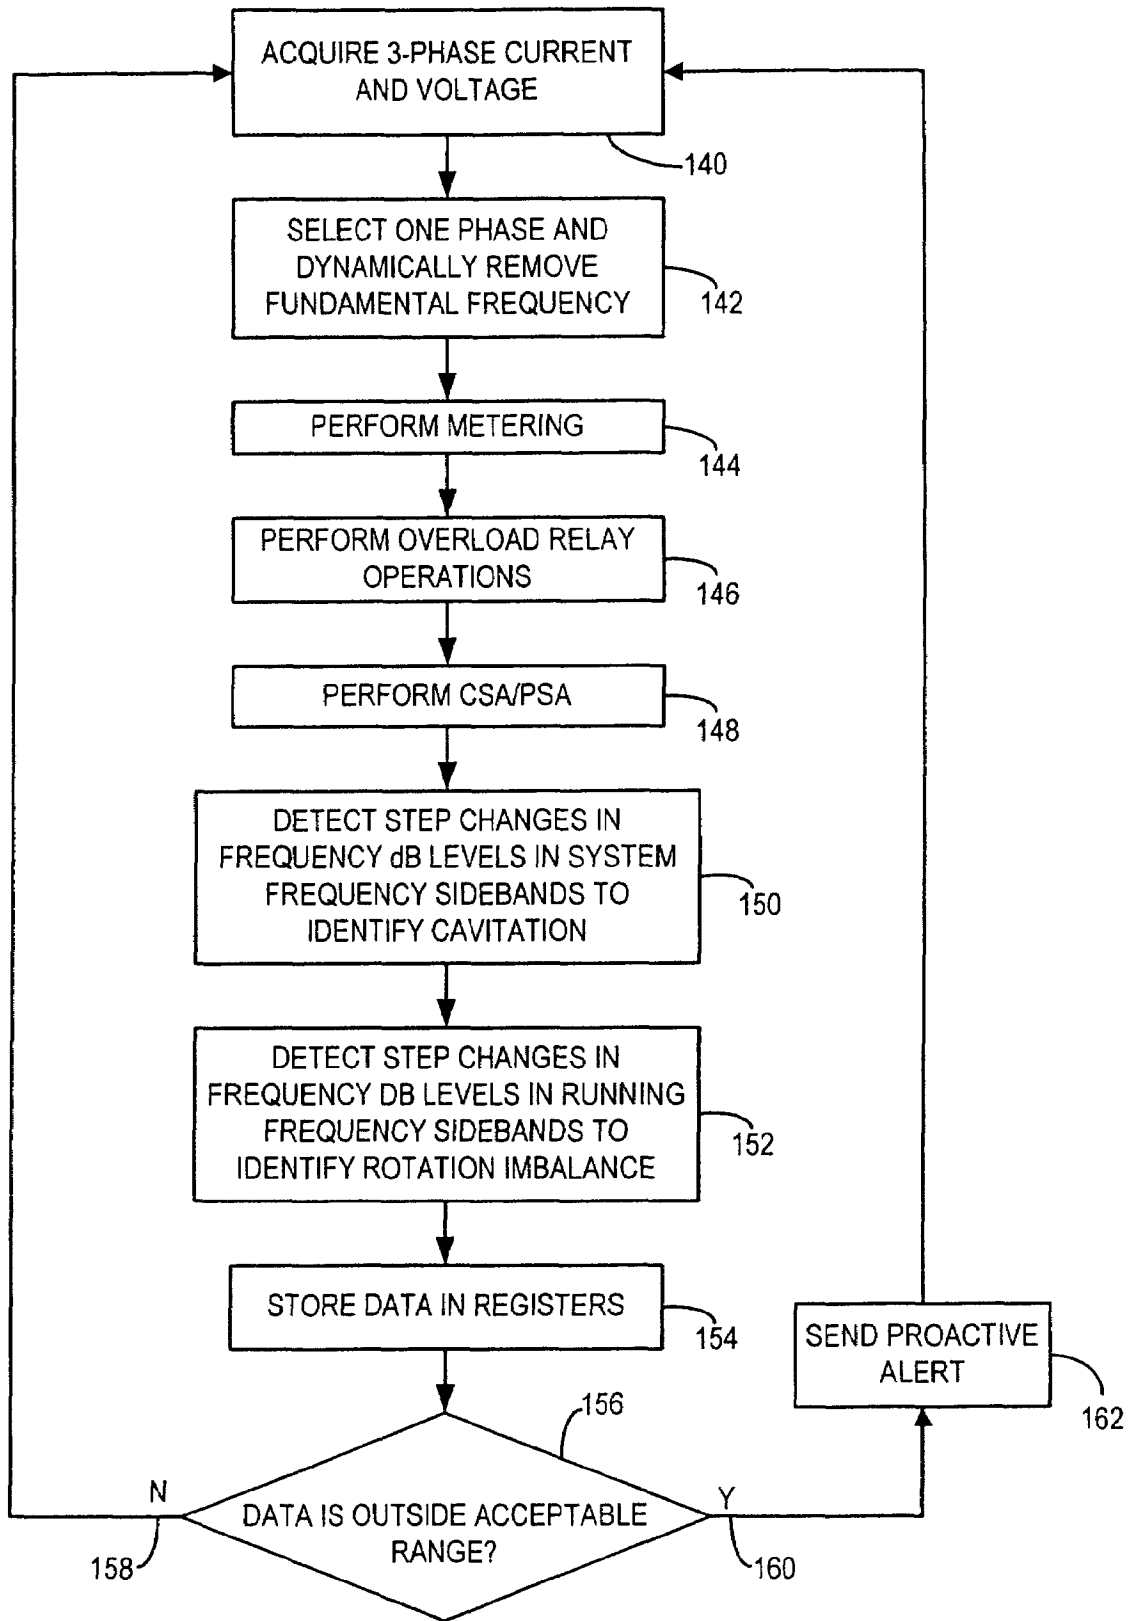 ACQUIRE 3-PHASE CURRENT
AND VOLTAGE
140
SELECT ONE PHASE AND
DYNAMICALLY REMOVE
FUNDAMENTAL FREQUENCY
142
PERFORM METERING
144
PERFORM OVERLOAD RELAY
OPERATIONS
146
PERFORM CSA/PSA
148
DETECT STEP CHANGES IN
FREQUENCY dB LEVELS IN SYSTEM
FREQUENCY SIDEBANDS TO
IDENTIFY CAVITATION
150
DETECT STEP CHANGES IN
FREQUENCY DB LEVELS IN RUNNING
FREQUENCY SIDEBANDS TO
IDENTIFY ROTATION IMBALANCE
152
STORE DATA IN REGISTERS
154
SEND PROACTIVE
ALERT
162
156
N
Y
DATA IS OUTSIDE ACCEPTABLE
RANGE?
158
160